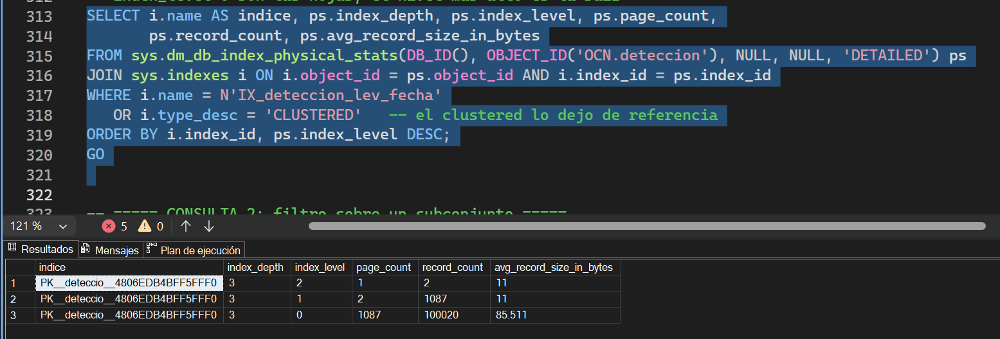 313 SELECT i.name AS indice, ps.index_depth, ps.index_level, ps.page_count,
314 ps.record_count, ps.avg_record_size_in_bytes
315 FROM sys.dm_db_index_physical_stats(DB_ID(), OBJECT_ID('OCN.deteccion'), NULL, NULL, 'DETAILED') ps
316 JOIN sys.indexes i ON i.object_id = ps.object_id AND i.index_id = ps.index_id
317 WHERE i.name = N'IX_deteccion_lev_fecha'
318 OR i.type_desc = 'CLUSTERED' -- el clustered lo dejo de referencia
319 ORDER BY i.index_id, ps.index_level DESC;
320 GO
321
322
323 -- ===== CONSULTA 2: filtro sobre un subconjunto =====
121 % 5 0
Resultados Mensajes Plan de ejecución
indice index_depth index_level page_count record_count avg_record_size_in_bytes
1 PK__deteccio__4806EDB4BFF5FFF0 3 2 1 2 11
2 PK__deteccio__4806EDB4BFF5FFF0 3 1 2 1087 11
3 PK__deteccio__4806EDB4BFF5FFF0 3 0 1087 100020 85.511